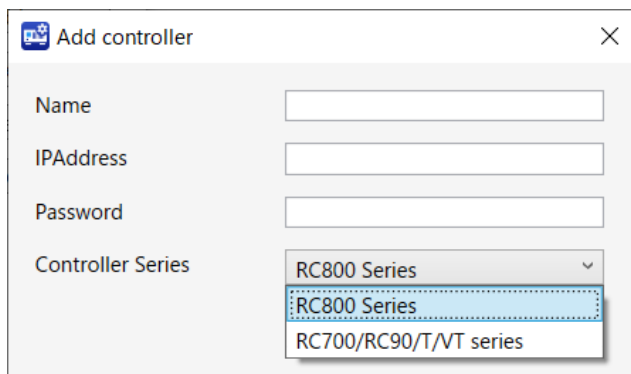 Add controller
Name
IPAddress
Password
Controller Series RC800 Series
RC800 Series
RC700/RC90/T/VT series